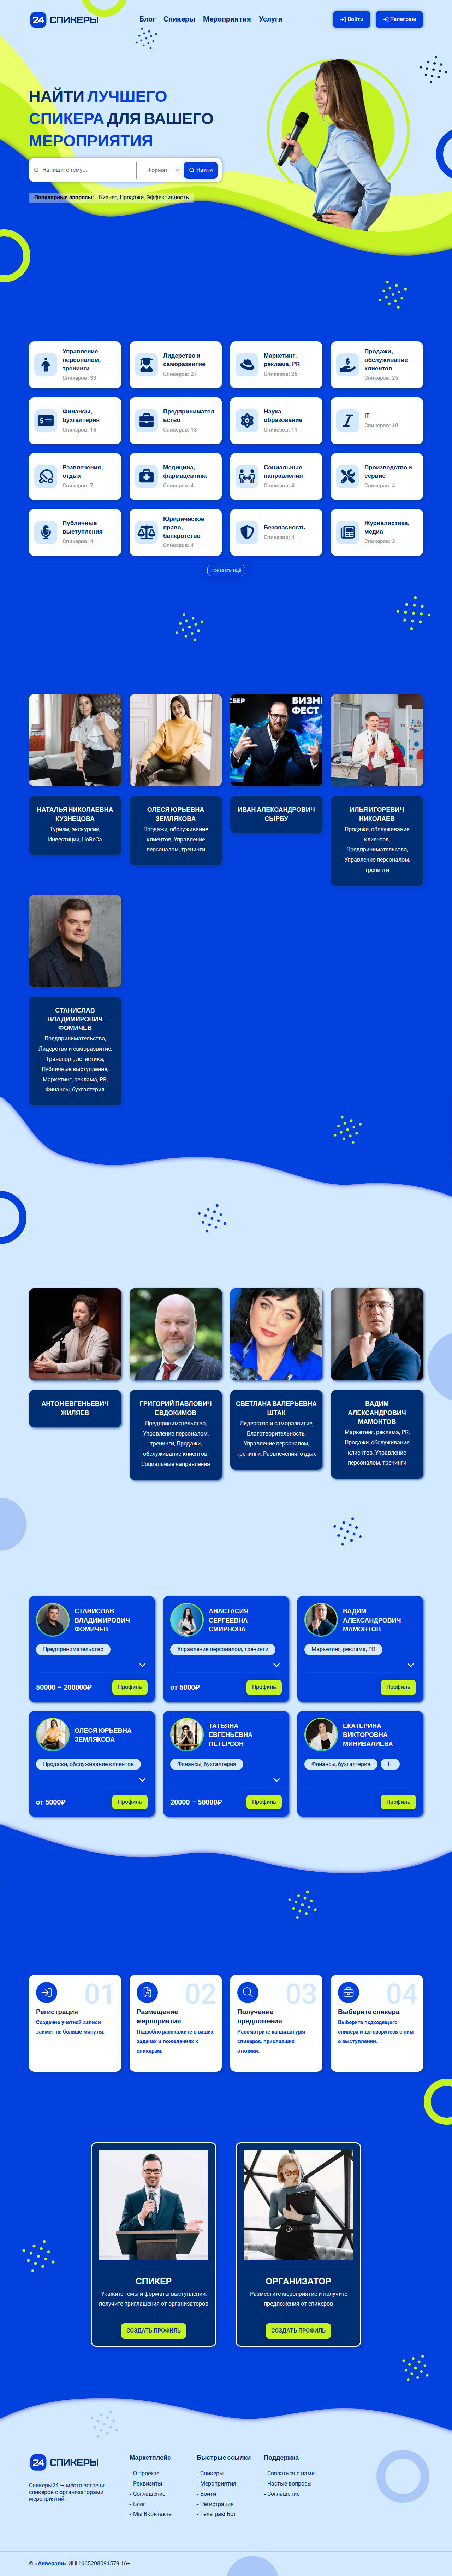 24 СПИКЕРЫ
Блог Спикеры Мероприятия Услуги
Войти
Телеграм
НАЙТИ ЛУЧШЕГО
СПИКЕРА ДЛЯ ВАШЕГО
МЕРОПРИЯТИЯ
Напишите тему...
Формат
Найти
Популярные запросы: Бизнес, Продажи, Эффективность
Управление
персоналом,
тренинги
Спикеров: 33
Лидерство и
саморазвитие
Спикеров: 27
Маркетинг,
реклама, PR
Спикеров: 26
Продажи,
обслуживание
клиентов
Спикеров: 25
Финансы,
бухгалтерия
Спикеров: 16
Предпринимател
ьство
Спикеров: 13
Наука,
образование
Спикеров: 11
IT
Спикеров: 10
Развлечения,
отдых
Спикеров: 7
Медицина,
фармацевтика
Спикеров: 4
Социальные
направления
Спикеров: 4
Производство и
сервис
Спикеров: 4
Публичные
выступления
Спикеров: 4
Юридическое
право,
банкротство
Спикеров: 4
Безопасность
Спикеров: 4
Журналистика,
медиа
Спикеров: 3
Показать ещё
СБЕР
БИЗНЕ
ФЕСТ
НАТАЛЬЯ НИКОЛАЕВНА
КУЗНЕЦОВА
Туризм, экскурсии,
Инвестиции, HoReCa
ОЛЕСЯ ЮРЬЕВНА
ЗЕМЛЯКОВА
Продажи, обслуживание
клиентов, Управление
персоналом, тренинги
ИВАН АЛЕКСАНДРОВИЧ
СЫРБУ
ИЛЬЯ ИГОРЕВИЧ
НИКОЛАЕВ
Продажи, обслуживание
клиентов,
Предпринимательство,
Управление персоналом,
тренинги
СТАНИСЛАВ
ВЛАДИМИРОВИЧ
ФОМИЧЕВ
Предпринимательство,
Лидерство и саморазвитие,
Транспорт, логистика,
Публичные выступления,
Маркетинг, реклама, PR,
Финансы, бухгалтерия
АНТОН ЕВГЕНЬЕВИЧ
ЖИЛЯЕВ
ГРИГОРИЙ ПАВЛОВИЧ
ЕВДОКИМОВ
Предпринимательство,
Управление персоналом,
тренинги, Продажи,
обслуживание клиентов,
Социальные направления
СВЕТЛАНА ВАЛЕРЬЕВНА
ШТАК
Лидерство и саморазвитие,
Благотворительность,
Управление персоналом,
тренинги, Развлечения, отдых
ВАДИМ
АЛЕКСАНДРОВИЧ
МАМОНТОВ
Маркетинг, реклама, PR,
Продажи, обслуживание
клиентов, Управление
персоналом, тренинги
СТАНИСЛАВ
ВЛАДИМИРОВИЧ
ФОМИЧЕВ
Предпринимательство
50000 – 200000₽
Профиль
АНАСТАСИЯ
СЕРГЕЕВНА
СМИРНОВА
Управление персоналом, тренинги
от 5000₽
Профиль
ВАДИМ
АЛЕКСАНДРОВИЧ
МАМОНТОВ
Маркетинг, реклама, PR
Профиль
ОЛЕСЯ ЮРЬЕВНА
ЗЕМЛЯКОВА
Продажи, обслуживание клиентов
от 5000₽
Профиль
ТАТЬЯНА
ЕВГЕНЬЕВНА
ПЕТЕРСОН
Финансы, бухгалтерия
20000 – 50000₽
Профиль
ЕКАТЕРИНА
ВИКТОРОВНА
МИНИВАЛИЕВА
Финансы, бухгалтерия
IT
Профиль
01
Регистрация
Создание учетной записи
займёт не больше минуты.
02
Размещение
мероприятия
Подробно расскажите о ваших
задачах и пожеланиях к
спикерам.
03
Получение
предложения
Рассмотрите кандидатуры
спикеров, приславших
отклики.
04
Выберите спикера
Выберите подходящего
спикера и договоритесь с ним
о выступлении.
СПИКЕР
Укажите темы и форматы выступлений,
получите приглашения от организаторов
СОЗДАТЬ ПРОФИЛЬ
ОРГАНИЗАТОР
Разместите мероприятие и получите
предложения от спикеров
СОЗДАТЬ ПРОФИЛЬ
24 СПИКЕРЫ
Спикеры24 — место встречи
спикеров с организаторами
мероприятий.
Маркетплейс
- О проекте
- Реквизиты
- Соглашение
- Блог
- Мы Вконтакте
Быстрые ссылки
- Спикеры
- Мероприятия
- Войти
- Регистрация
- Телеграм Бот
Поддержка
- Связаться с нами
- Частые вопросы
- Соглашение
© «Анверали» ИНН:665208091579 16+